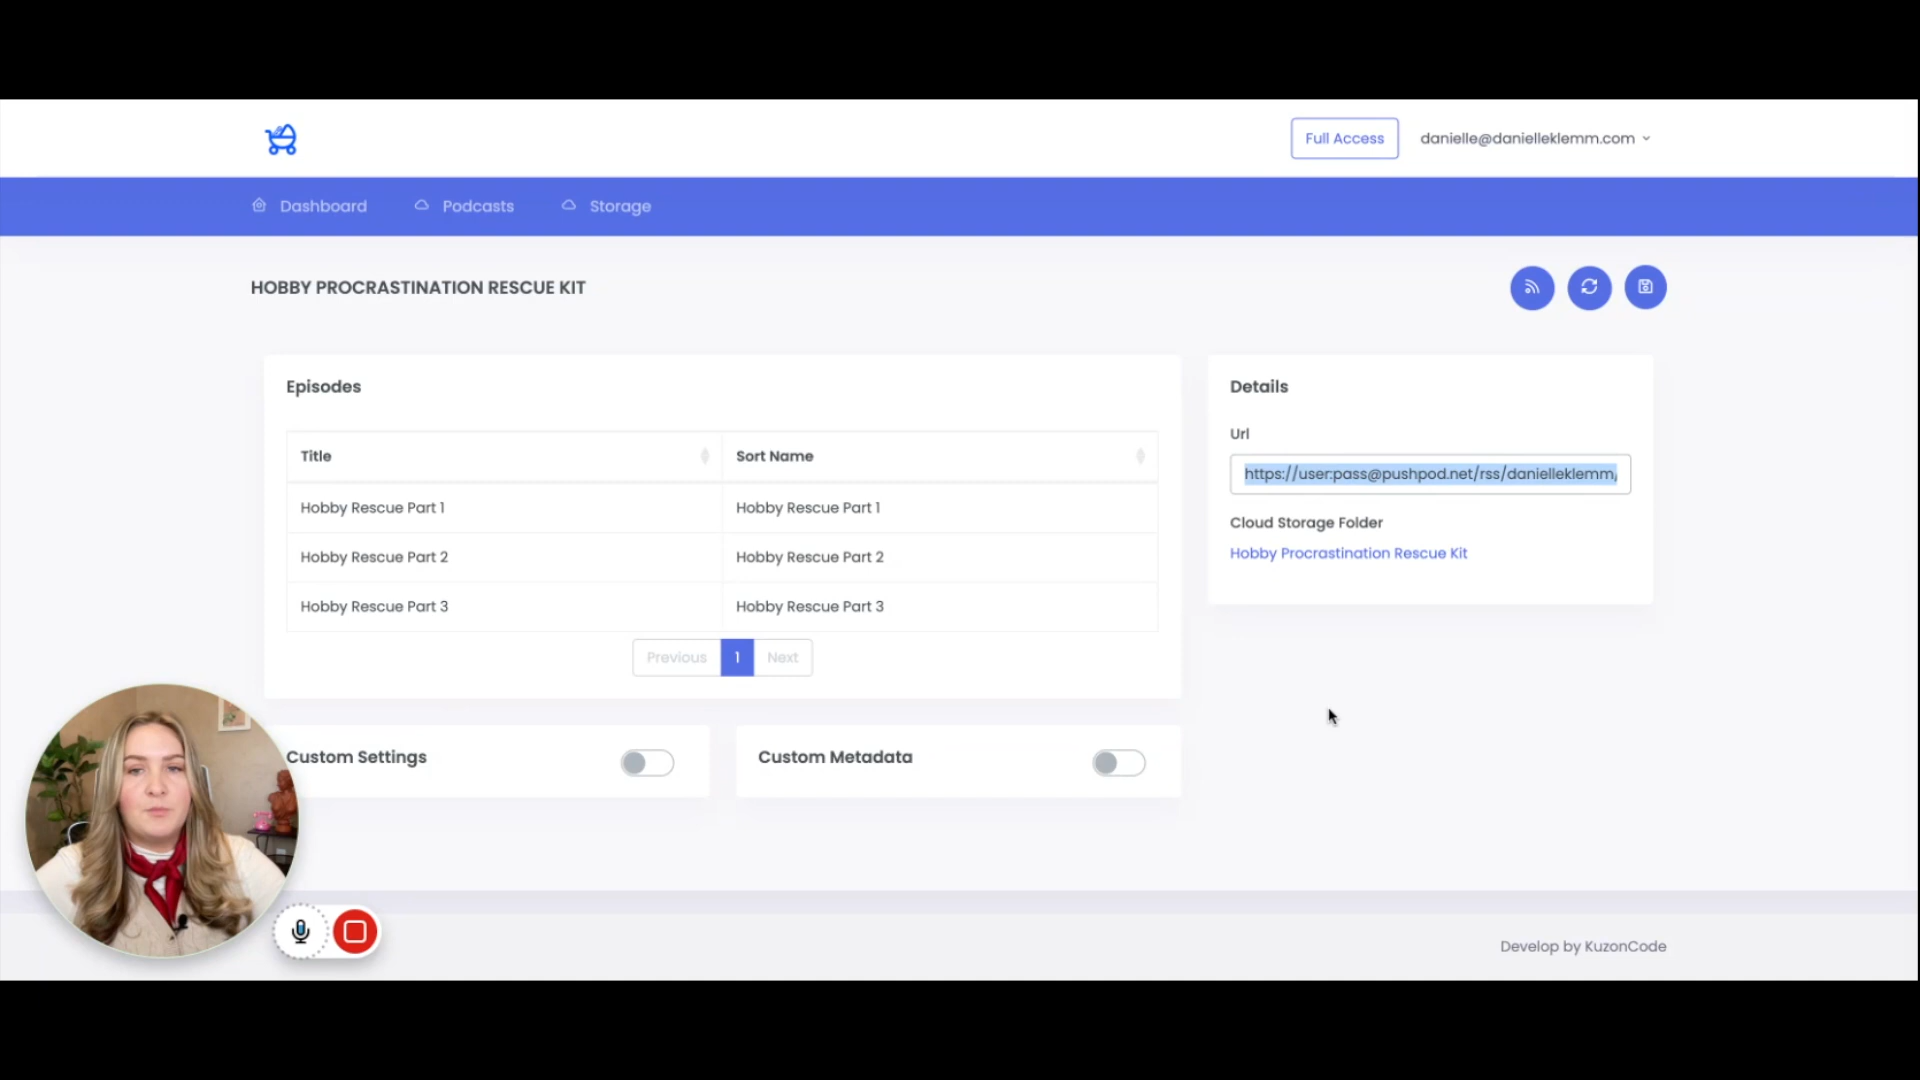 Full Access
danielle@danielleklemm.com
Dashboard
Podcasts
Storage
HOBBY PROCRASTINATION RESCUE KIT
Episodes
Title
Sort Name
Hobby Rescue Part 1
Hobby Rescue Part 1
Hobby Rescue Part 2
Hobby Rescue Part 2
Hobby Rescue Part 3
Hobby Rescue Part 3
Previous
1
Next
Details
Url
https://user:pass@pushpod.net/rss/danielleklemm/
Cloud Storage Folder
Hobby Procrastination Rescue Kit
Custom Settings
Custom Metadata
Develop by KuzonCode